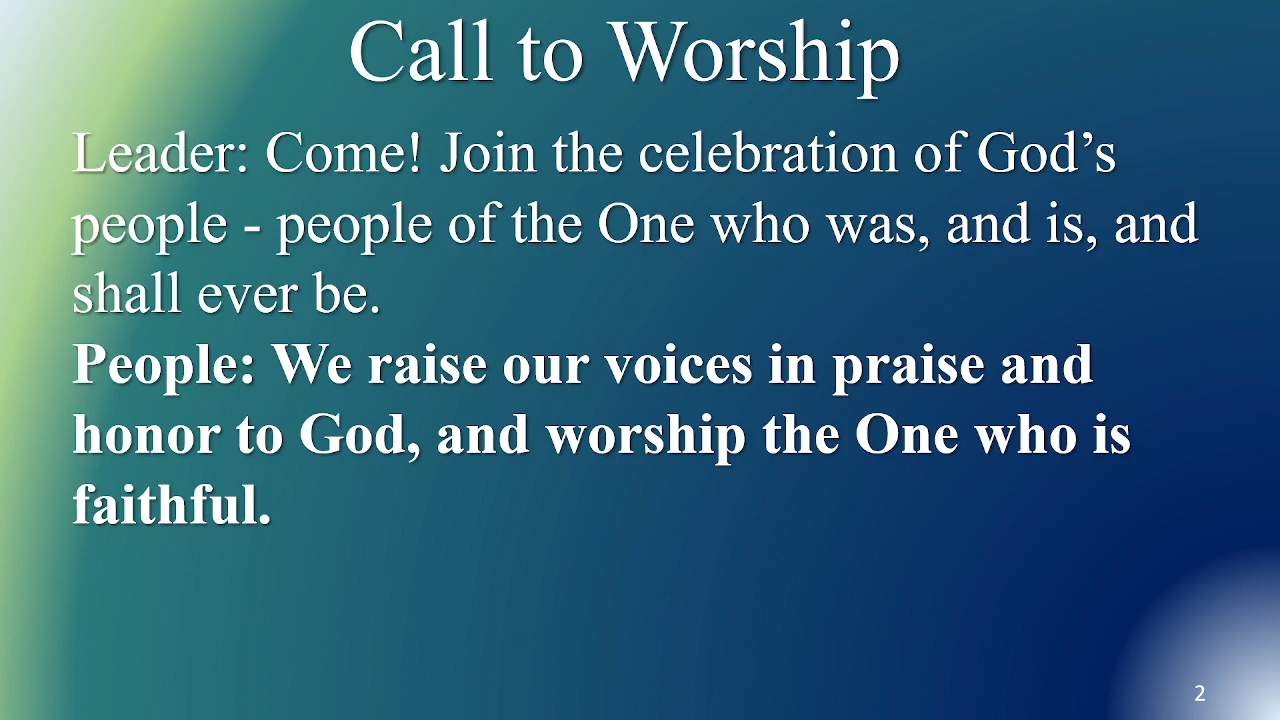 Call to Worship
Leader: Come! Join the celebration of God’s
people - people of the One who was, and is, and
shall ever be.
People: We raise our voices in praise and
honor to God, and worship the One who is
faithful.
2